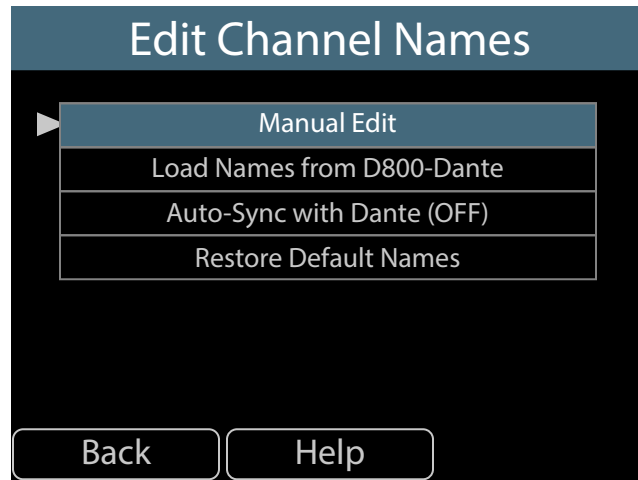 Edit Channel Names
Manual Edit
Load Names from D800-Dante
Auto-Sync with Dante (OFF)
Restore Default Names
Back Help